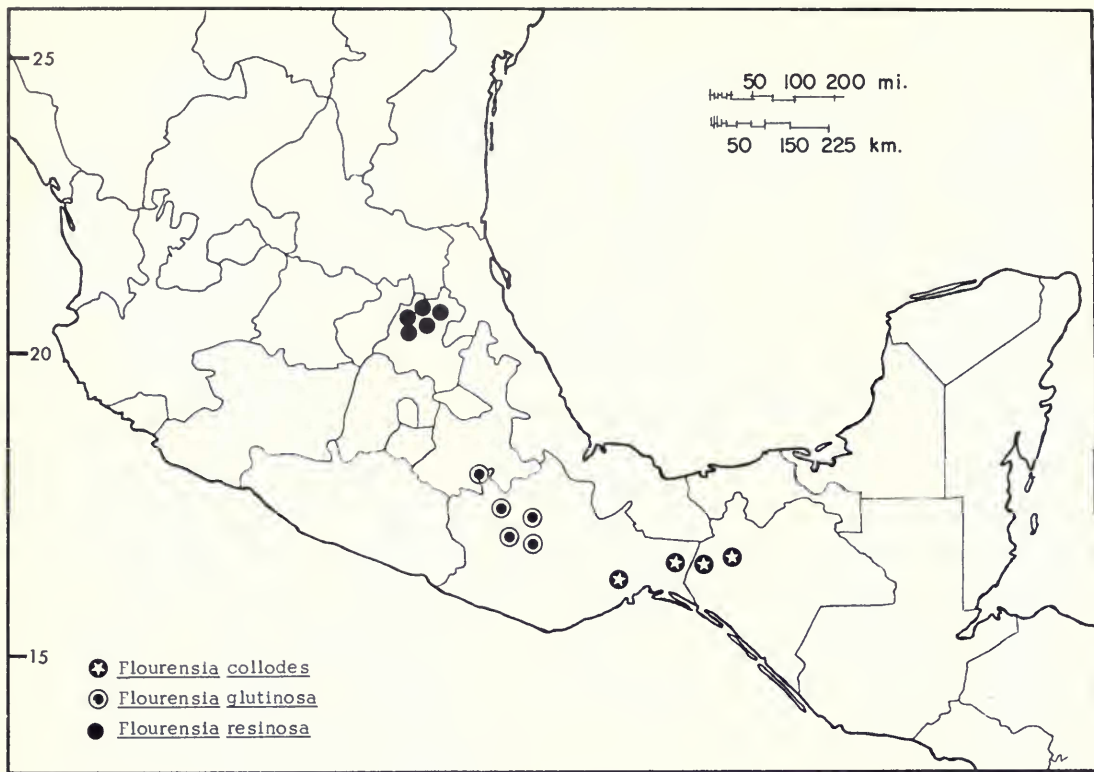 25
50 100 200 mi.
50 150 225 km.
20
15
Flourensia collodes
Flourensia glutinosa
Flourensia resinosa